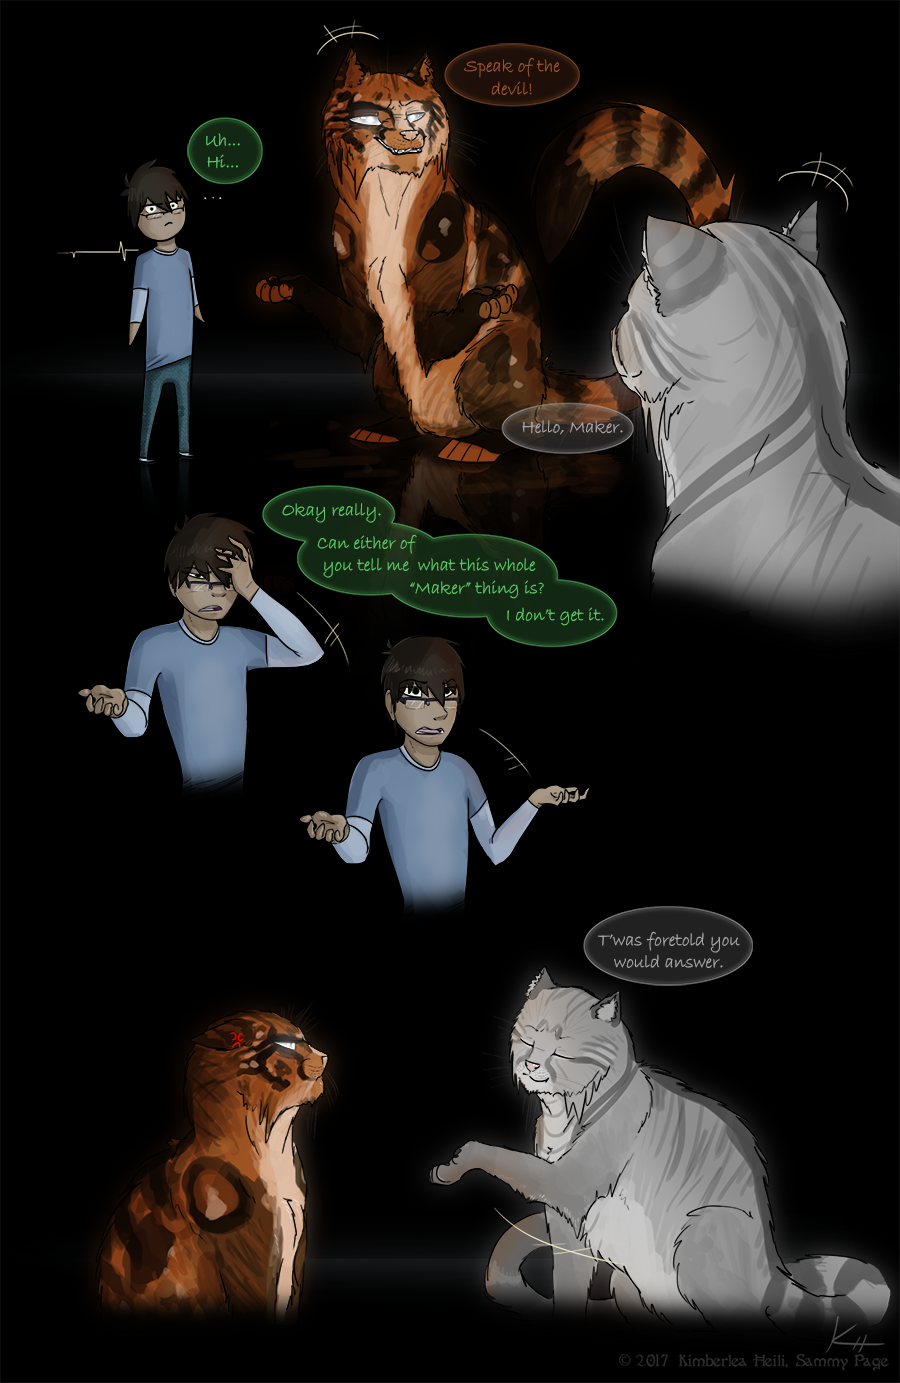 Speak of the
devil!
Uh...
Hi...
...
Hello, Maker.
Okay really.
Can either of
you tell me what this whole
"Maker" thing is?
I don't get it.
T'was foretold you
would answer.
KH
© 2017 Kimberlea Heili, Sammy Page